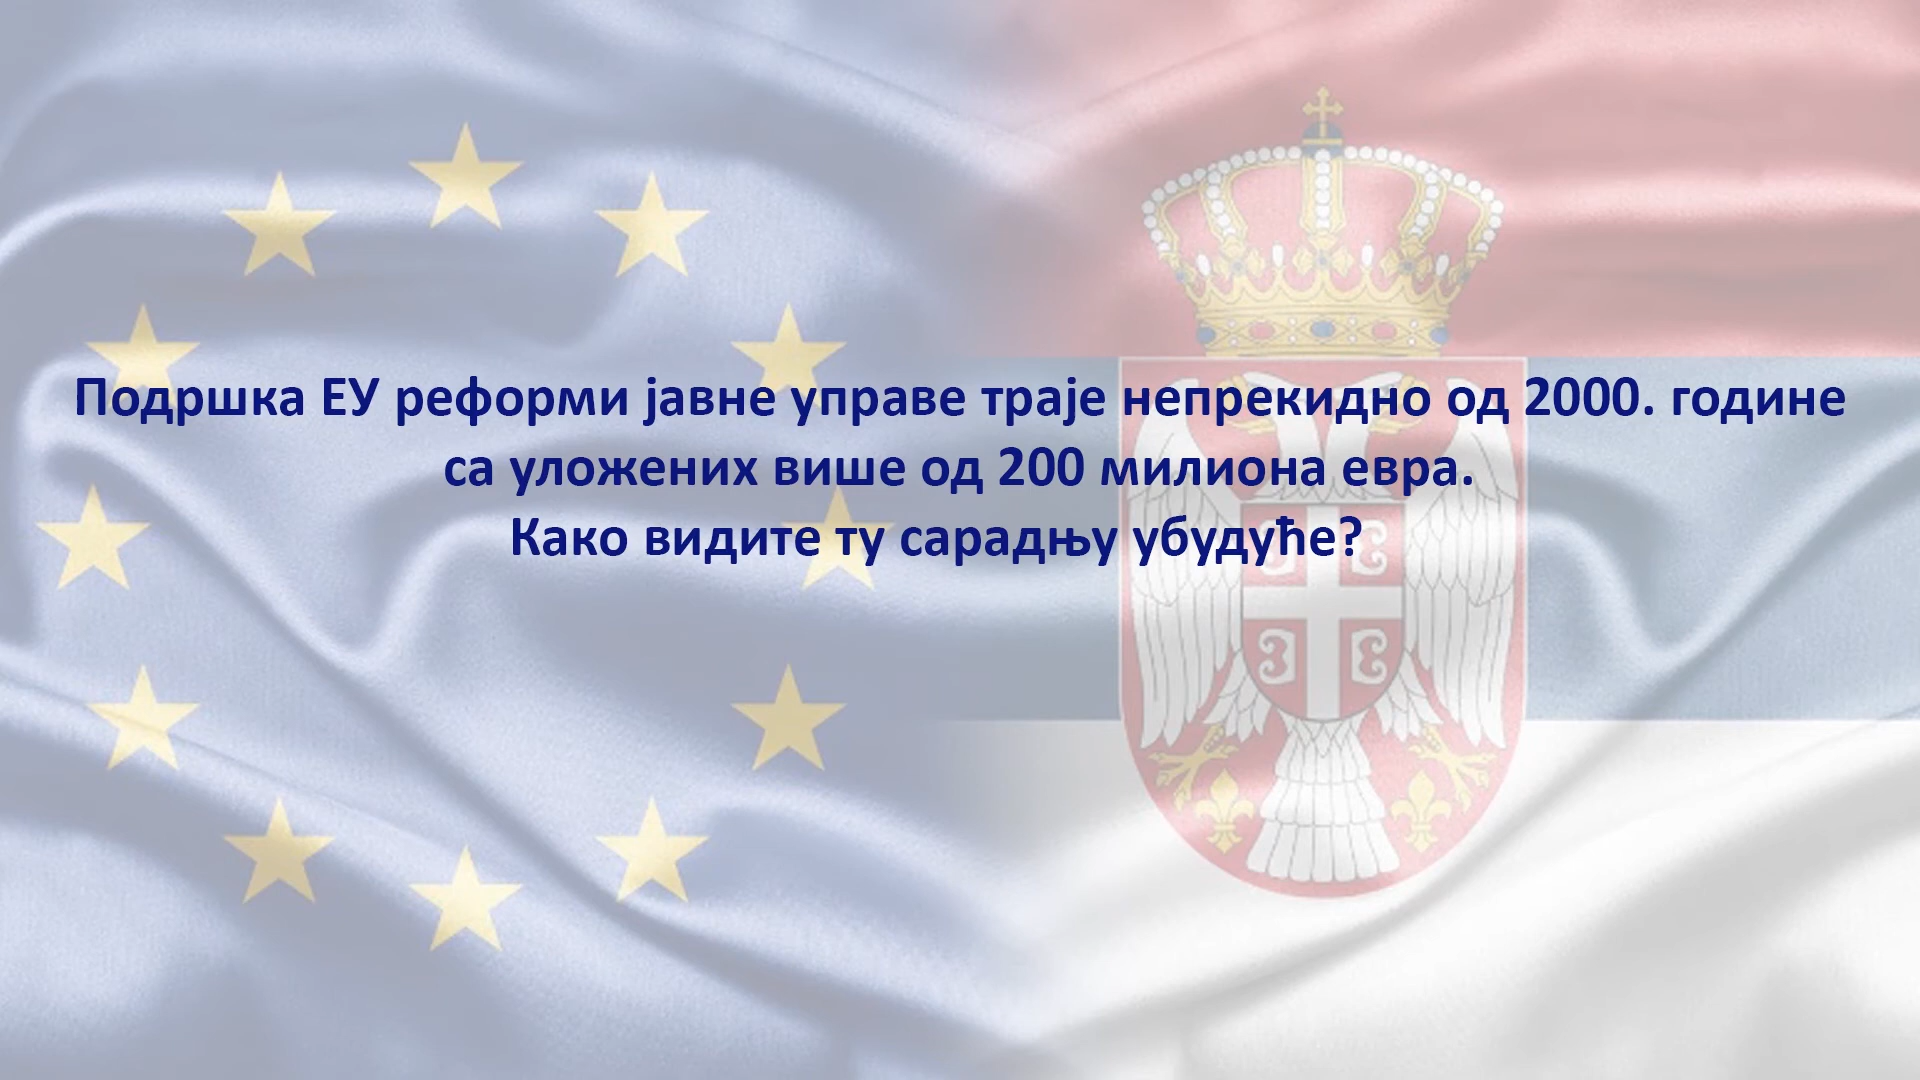 Подршка ЕУ реформи јавне управе траје непрекидно од 2000. године
са уложених више од 200 милиона евра.
Како видите ту сарадњу убудуће?